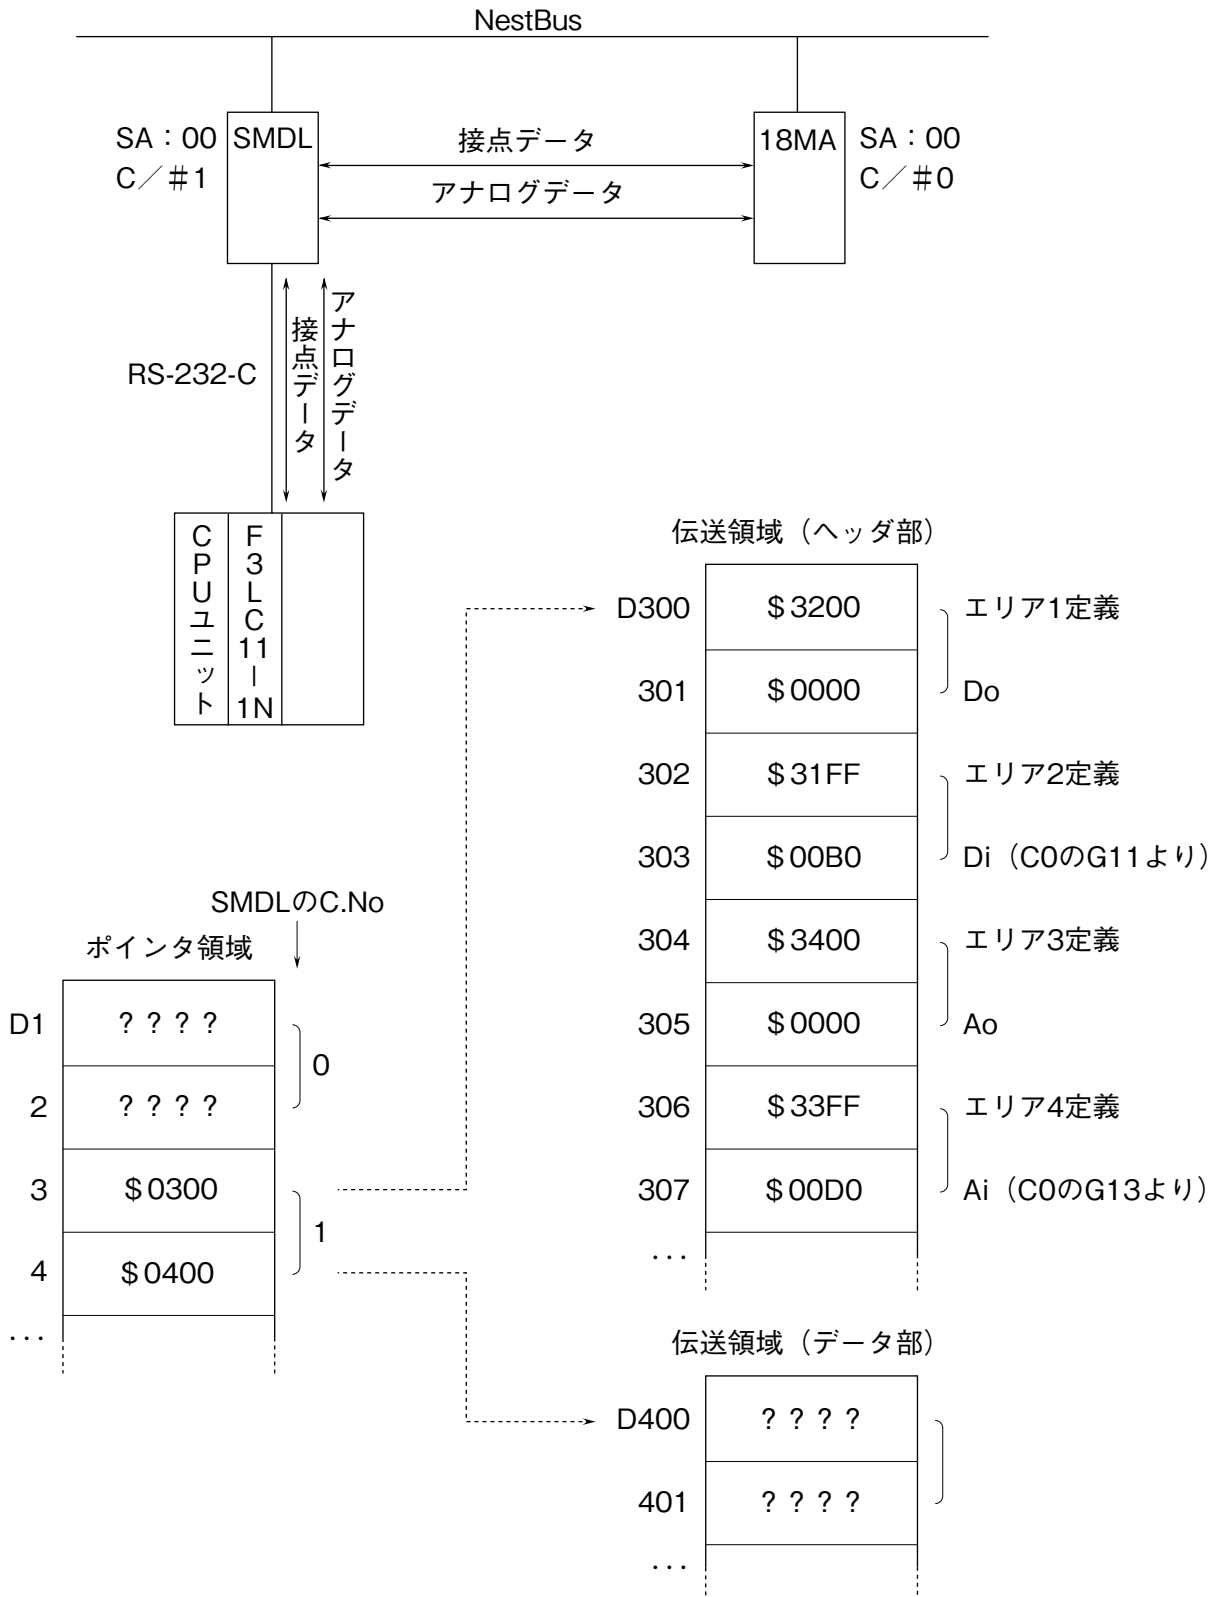 NestBus
SA：00
C／＃1
SMDL
接点データ
アナログデータ
18MA
SA：00
C／＃0
RS-232-C
接点データ
アナログデータ
CPUユニット
F3LC11－1N
伝送領域（ヘッダ部）
D300 ＄3200 エリア1定義
301 ＄0000 Do
302 ＄31FF エリア2定義
303 ＄00B0 Di（C0のG11より）
304 ＄3400 エリア3定義
305 ＄0000 Ao
306 ＄33FF エリア4定義
307 ＄00D0 Ai（C0のG13より）
...
SMDLのC.No
ポインタ領域
D1 ？？？？
0
2 ？？？？
3 ＄0300
1
4 ＄0400
...
伝送領域（データ部）
D400 ？？？？
401 ？？？？
...